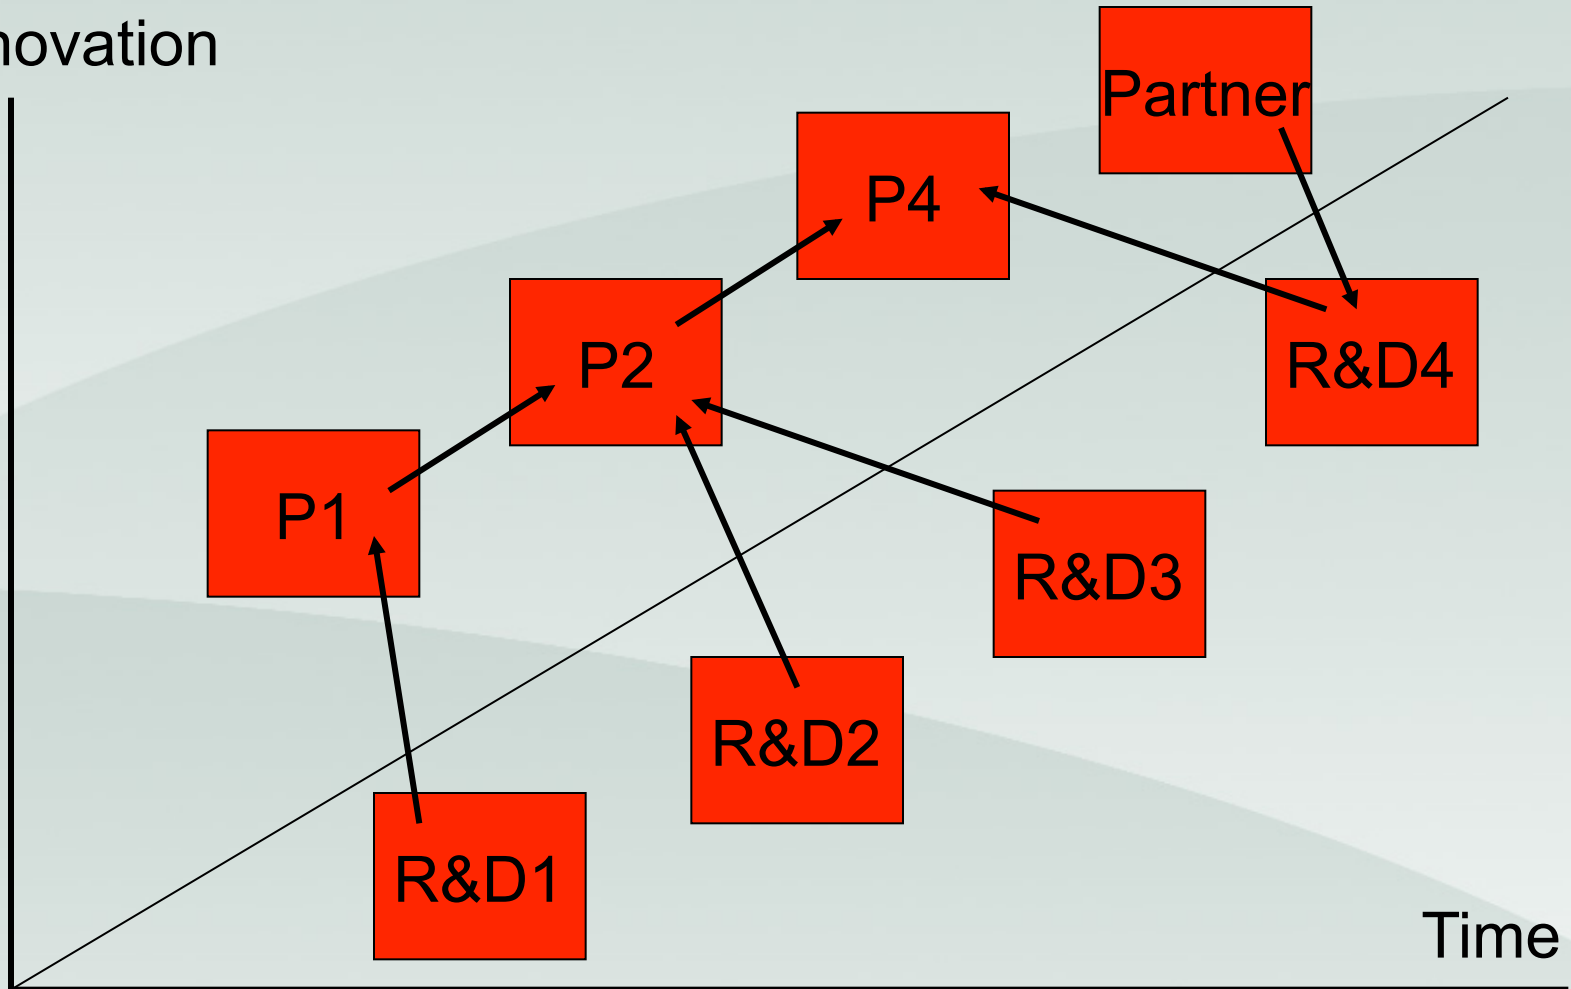 novation
Partner
P4
P2
R&D4
P1
R&D3
R&D2
R&D1
Time